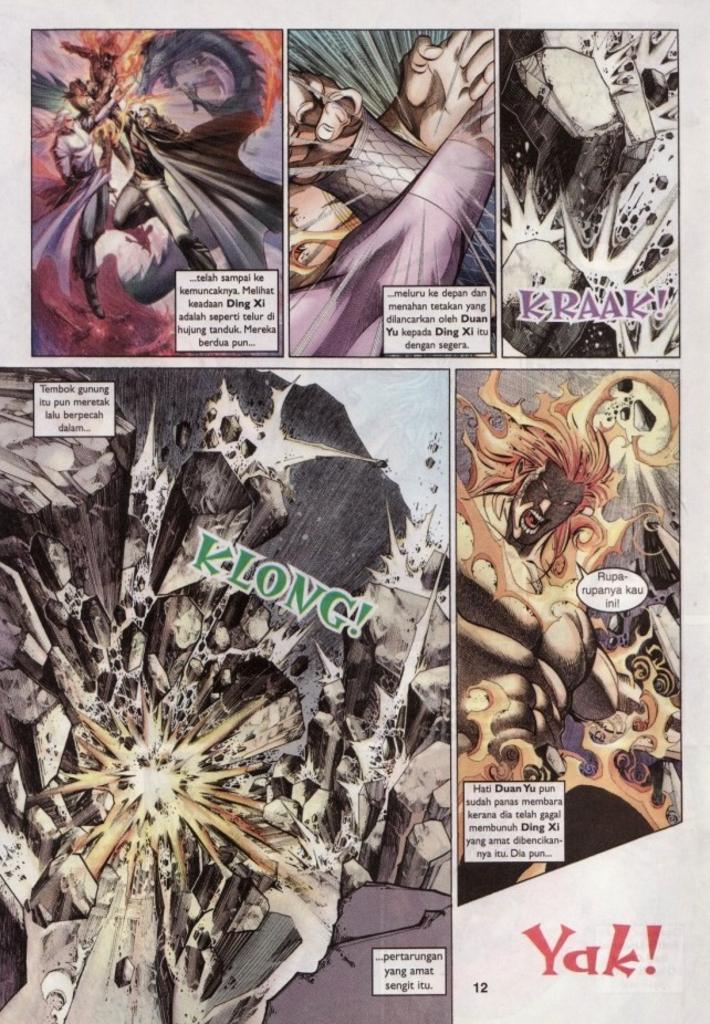 ...telah sampai ke
kemuncaknya. Melihat
keadaan Ding Xi
adalah seperti telur di
hujung tanduk. Mereka
berdua pun...
...meluru ke depan dan
menahan tetakan yang
dilancarkan oleh Duan
Yu kepada Ding Xi itu
dengan segera.
KRAAK!
Tembok gunung
itu pun meretak
lalu berpecah
dalam...
KLONG!
...pertarungan
yang amat
sengit itu.
Rupa-
rupanya kau
ini!
Hati Duan Yu pun
sudah panas membara
kerana dia telah gagal
membunuh Ding Xi
yang amat dibencikan-
nya itu. Dia pun...
Yak!
12